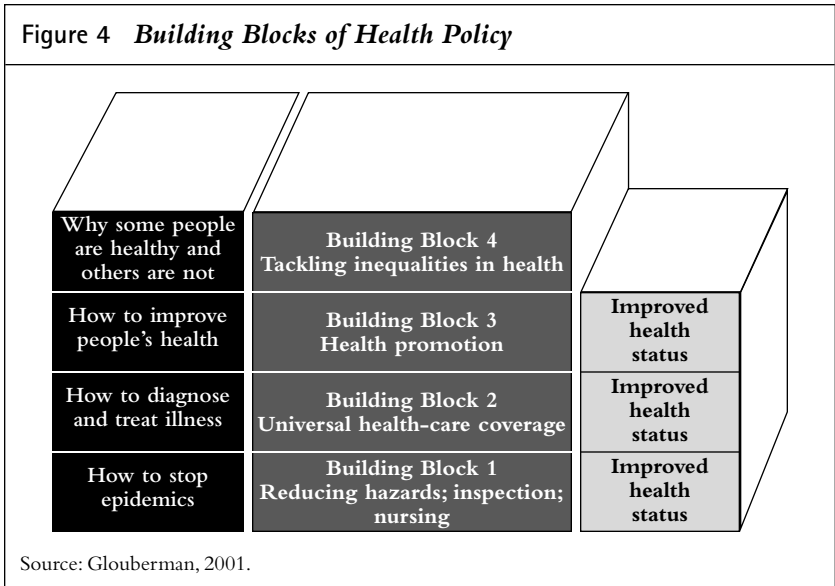 Figure 4 Building Blocks of Health Policy
Why some people
are healthy and
others are not
Building Block 4
Tackling inequalities in health
How to improve
people’s health
Building Block 3
Health promotion
Improved
health
status
How to diagnose
and treat illness
Building Block 2
Universal health-care coverage
Improved
health
status
How to stop
epidemics
Building Block 1
Reducing hazards; inspection;
nursing
Improved
health
status
Source: Glouberman, 2001.